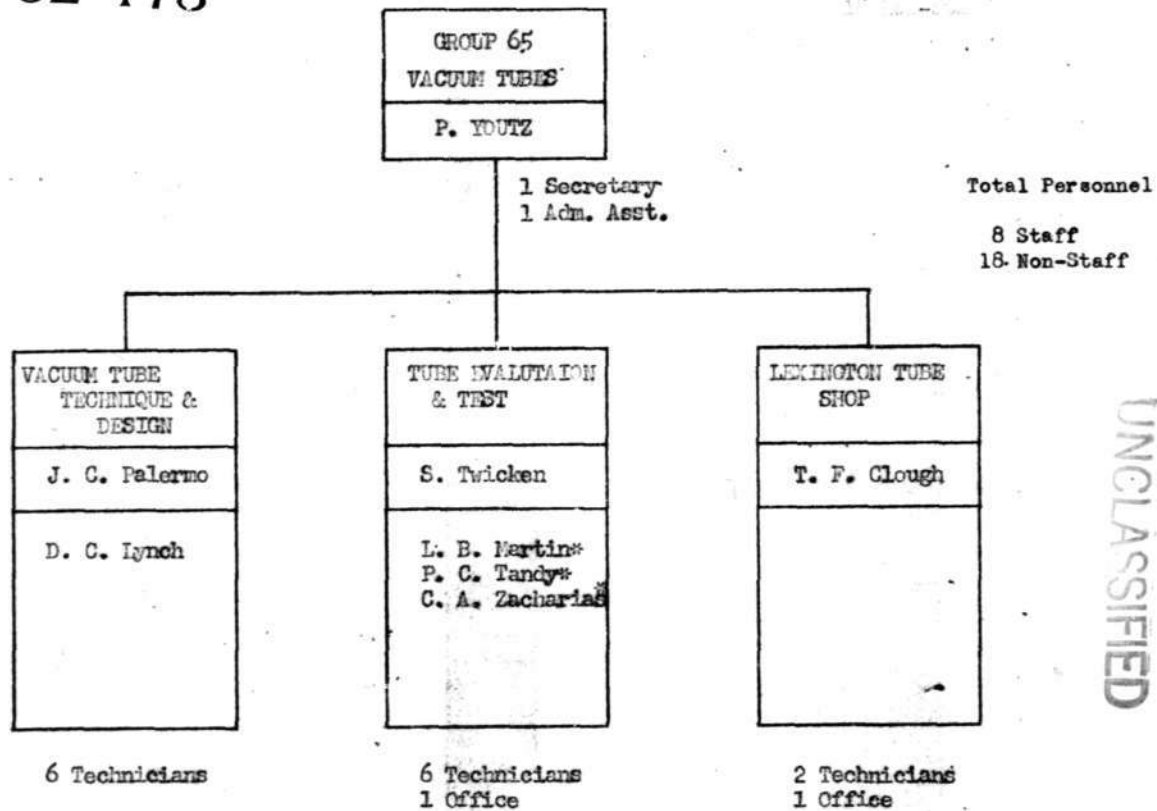 GROUP 65
VACUUM TUBES
P. YOUTZ
1 Secretary
1 Adm. Asst.
Total Personnel
8 Staff
18 Non-Staff
VACUUM TUBE
TECHNIQUE &
DESIGN
J. C. Palermo
D. C. Lynch
6 Technicians
TUBE EVALUTAION
& TEST
S. Twicken
L. B. Martin*
P. C. Tandy*
C. A. Zacharias*
6 Technicians
1 Office
LEXINGTON TUBE
SHOP
T. F. Clough
2 Technicians
1 Office
UNCLASSIFIED